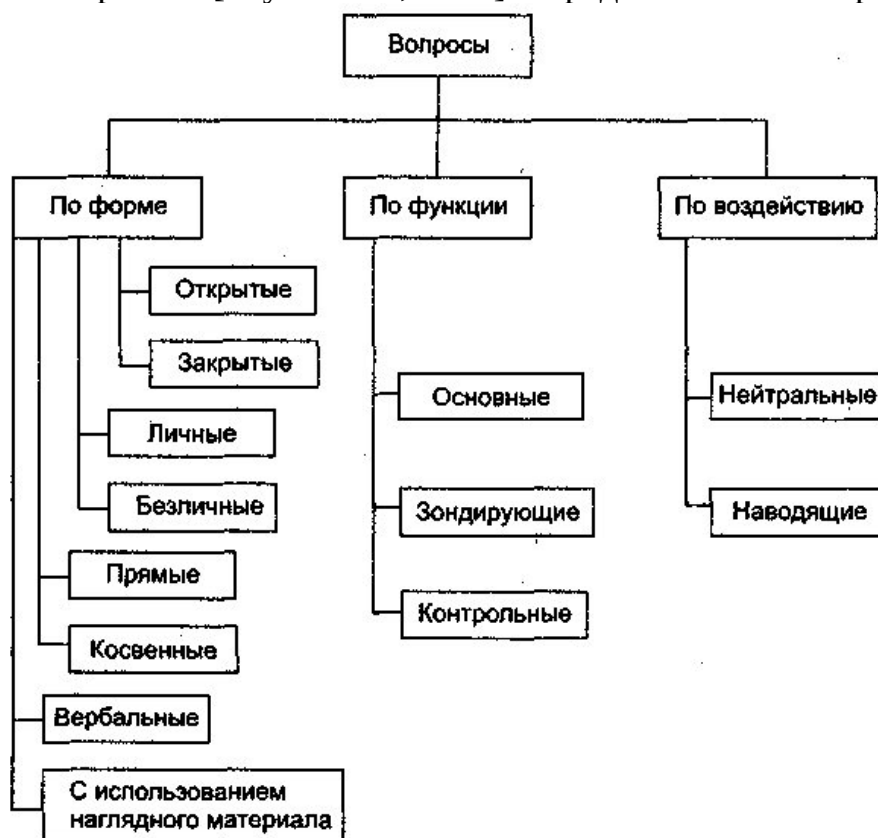 Вопросы
По форме
По функции
По воздействию
Открытые
Закрытые
Личные
Безличные
Прямые
Косвенные
Вербальные
С использованием
наглядного материала
Основные
Зондирующие
Контрольные
Нейтральные
Наводящие